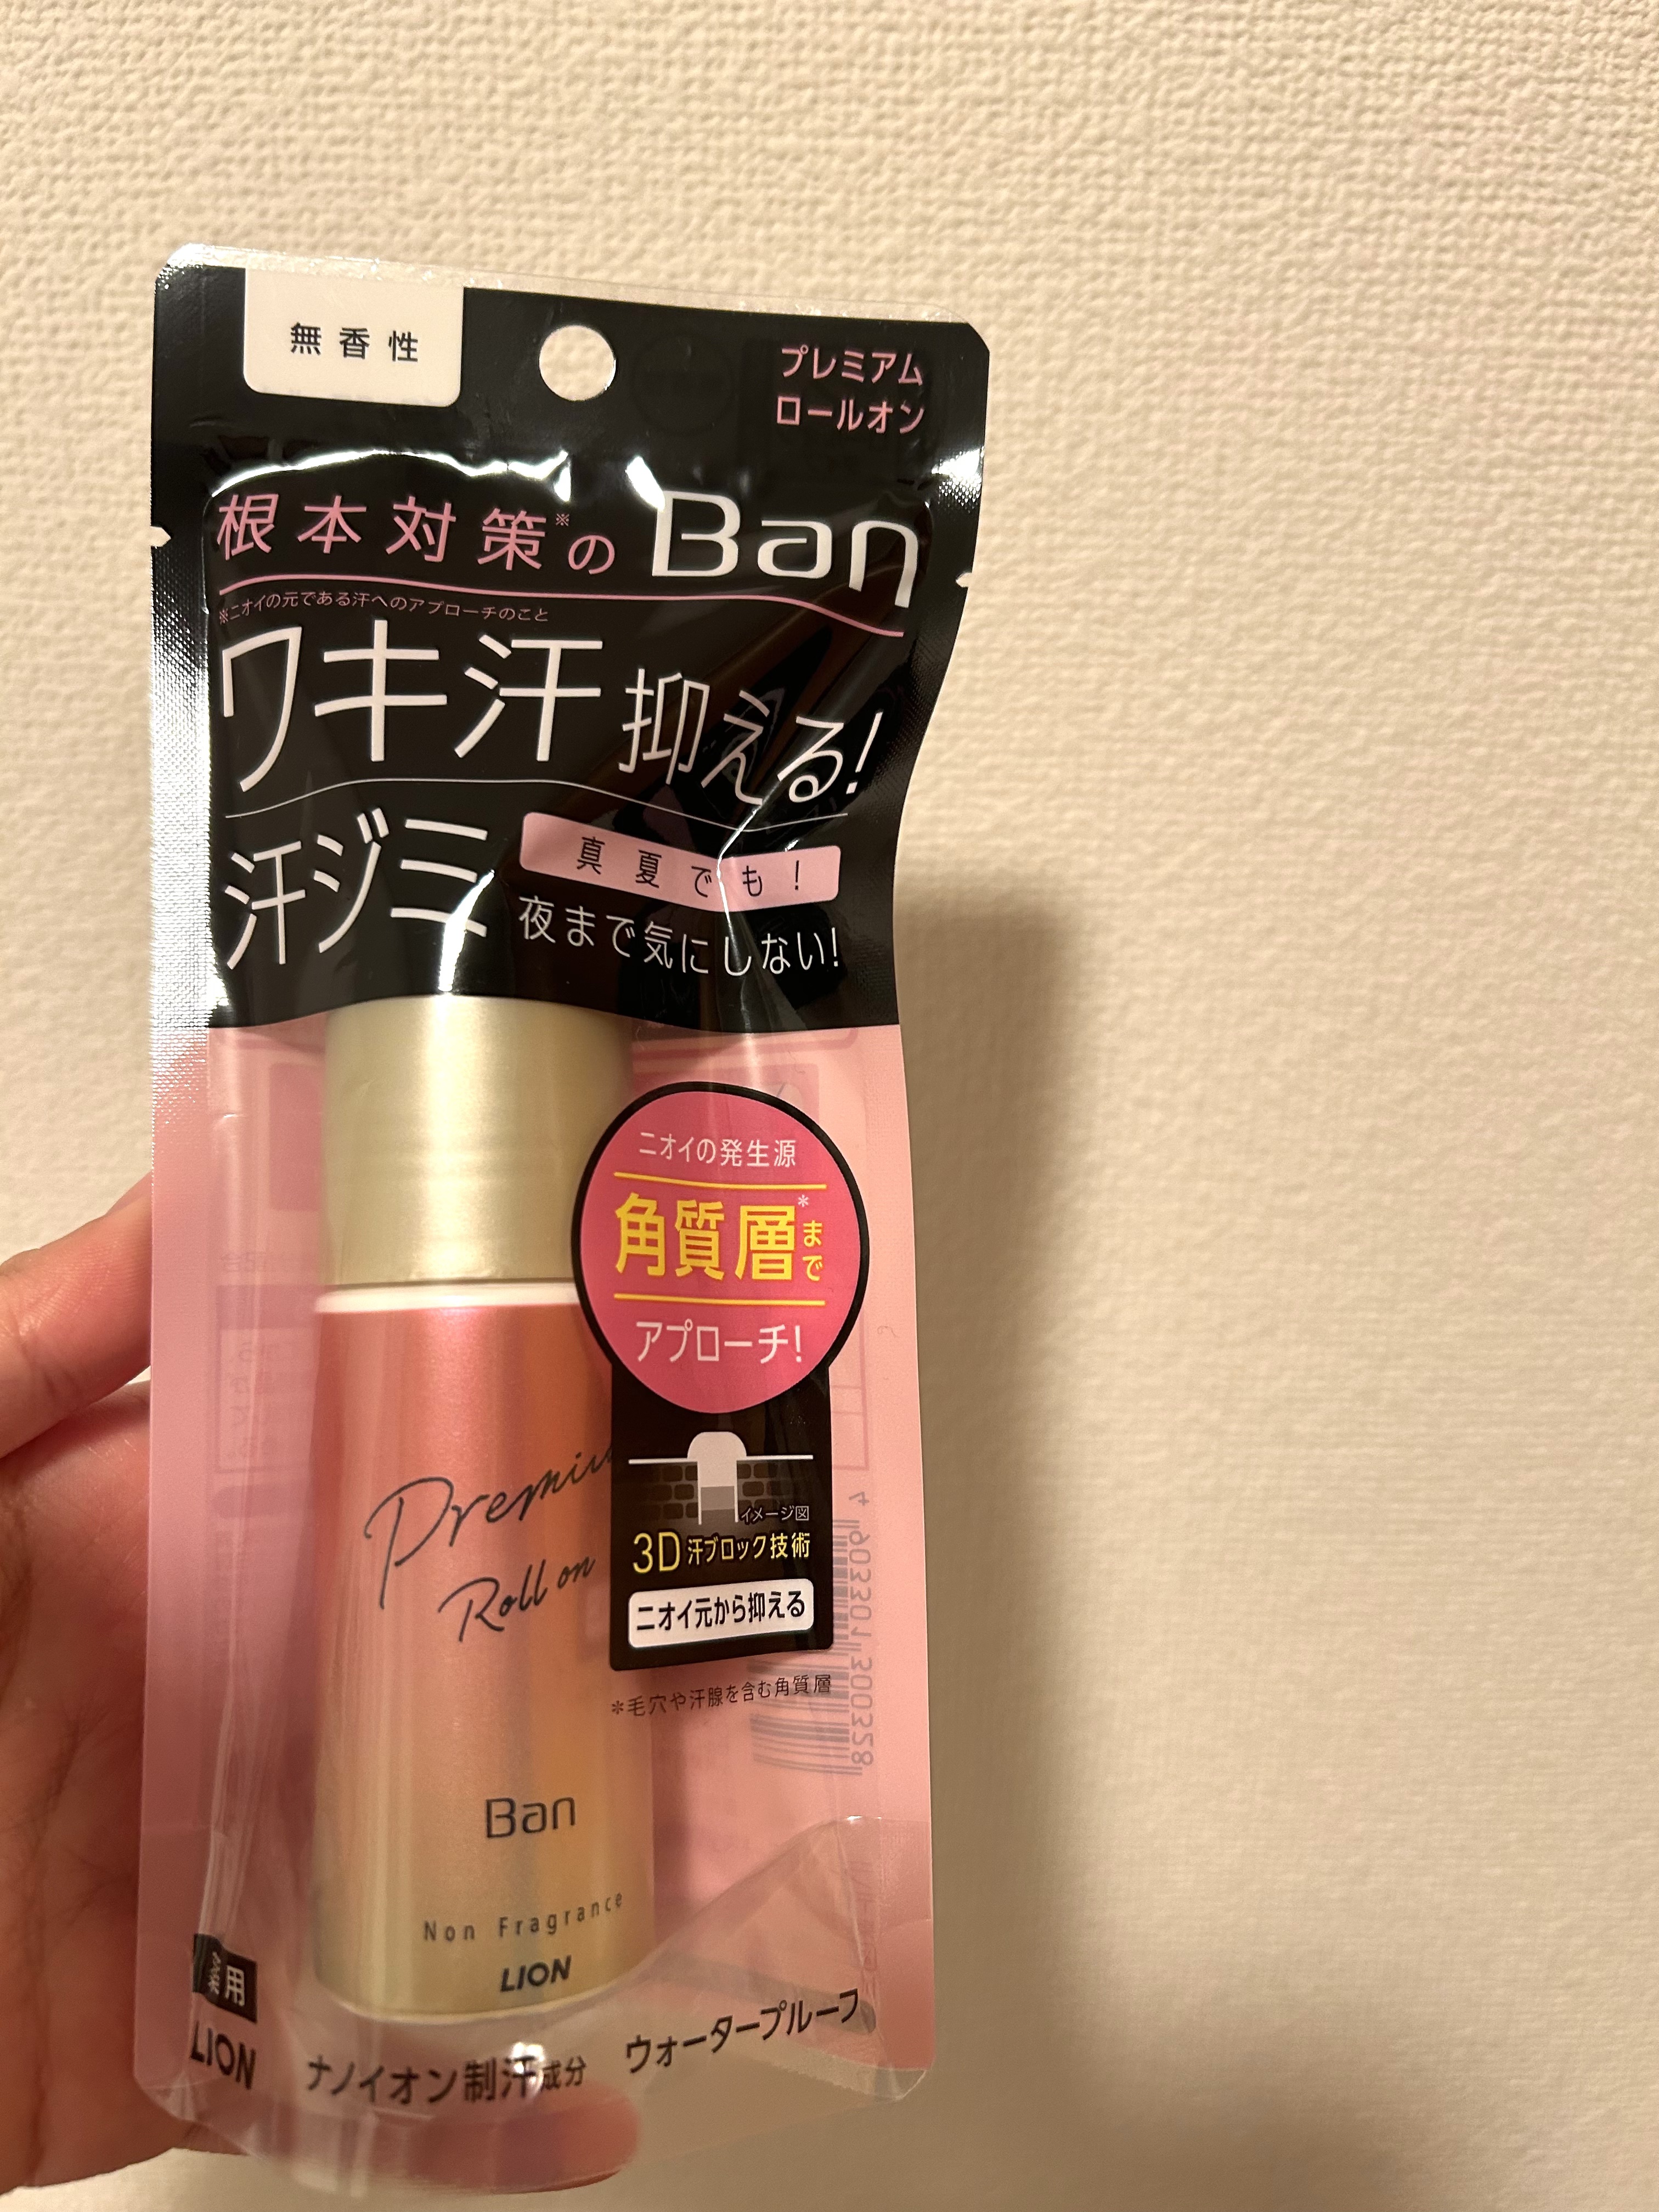 無香性
プレミアム
ロールオン
根本対策※のBan
※ニオイの元である汗へのアプローチのこと
ワキ汗抑える!
汗ジミ
真夏でも!
夜まで気にしない!
ニオイの発生源
角質層*まで
アプローチ!
イメージ図
3D汗ブロック技術
ニオイ元から抑える
*毛穴や汗腺を含む角質層
Premiu
Roll on
Ban
Non Fragrance
LION
薬用
LION
ナノイオン制汗成分
ウォータープルーフ
4 903301 300328